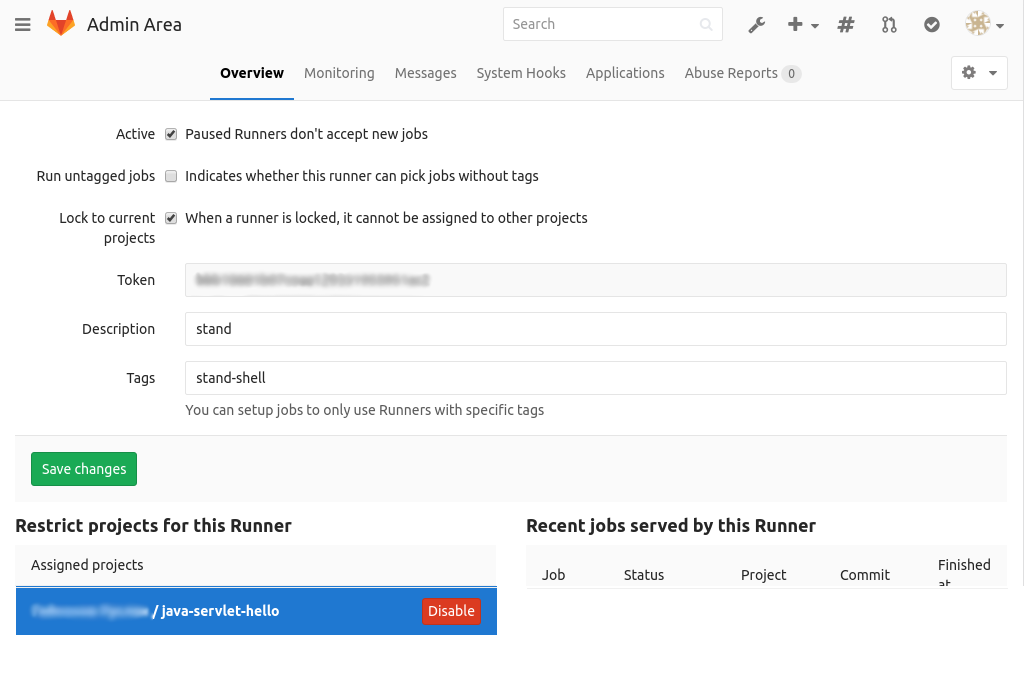 Admin Area
Search
Overview Monitoring Messages System Hooks Applications Abuse Reports 0
Active Paused Runners don't accept new jobs
Run untagged jobs Indicates whether this runner can pick jobs without tags
Lock to current projects When a runner is locked, it cannot be assigned to other projects
Token
Description stand
Tags stand-shell
You can setup jobs to only use Runners with specific tags
Save changes
Restrict projects for this Runner
Assigned projects
/ java-servlet-hello Disable
Recent jobs served by this Runner
Job Status Project Commit Finished at